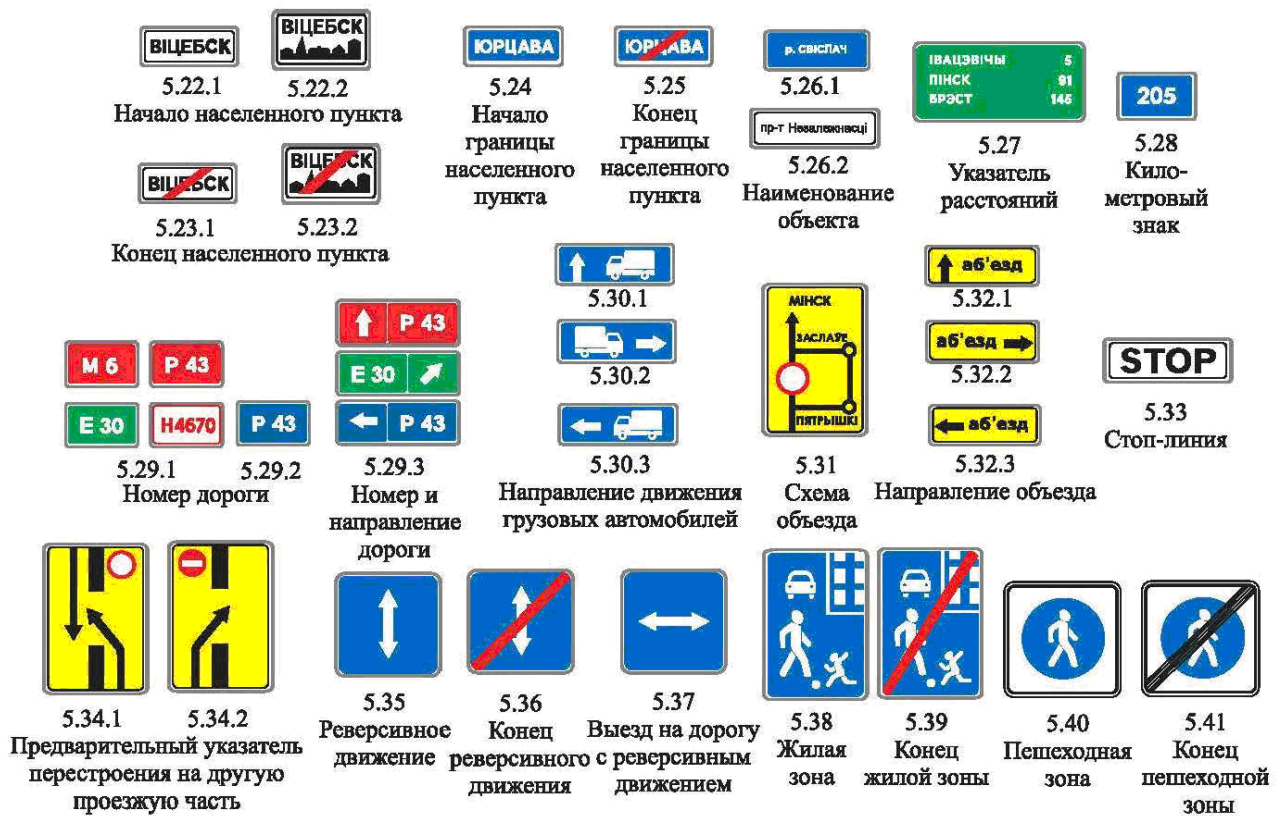 ВІЦЕБСК
5.22.1
ВІЦЕБСК
5.22.2
Начало населенного пункта
ВІЦЕБСК
5.23.1
ВІЦЕБСК
5.23.2
Конец населенного пункта
ЮРЦАВА
5.24
Начало
границы
населенного
пункта
ЮРЦАВА
5.25
Конец
границы
населенного
пункта
р. СВІСЛАЧ
5.26.1
пр-т Незалежнасці
5.26.2
Наименование
объекта
ІВАЦЭВІЧЫ 5
ПІНСК 91
БРЭСТ 145
5.27
Указатель
расстояний
205
5.28
Кило-
метровый
знак
М 6
Р 43
Е 30
Н4670
Р 43
5.29.1
5.29.2
Номер дороги
Р 43
Е 30
Р 43
5.29.3
Номер и
направление
дороги
5.30.1
5.30.2
5.30.3
Направление движения
грузовых автомобилей
МІНСК
ЗАСЛАЎЕ
ПЯТРЫШКІ
5.31
Схема
объезда
аб'езд
5.32.1
аб'езд
5.32.2
аб'езд
5.32.3
Направление объезда
STOP
5.33
Стоп-линия
5.34.1
5.34.2
Предварительный указатель
перестроения на другую
проезжую часть
5.35
Реверсивное
движение
5.36
Конец
реверсивного
движения
5.37
Выезд на дорогу
с реверсивным
движением
5.38
Жилая
зона
5.39
Конец
жилой зоны
5.40
Пешеходная
зона
5.41
Конец
пешеходной
зоны